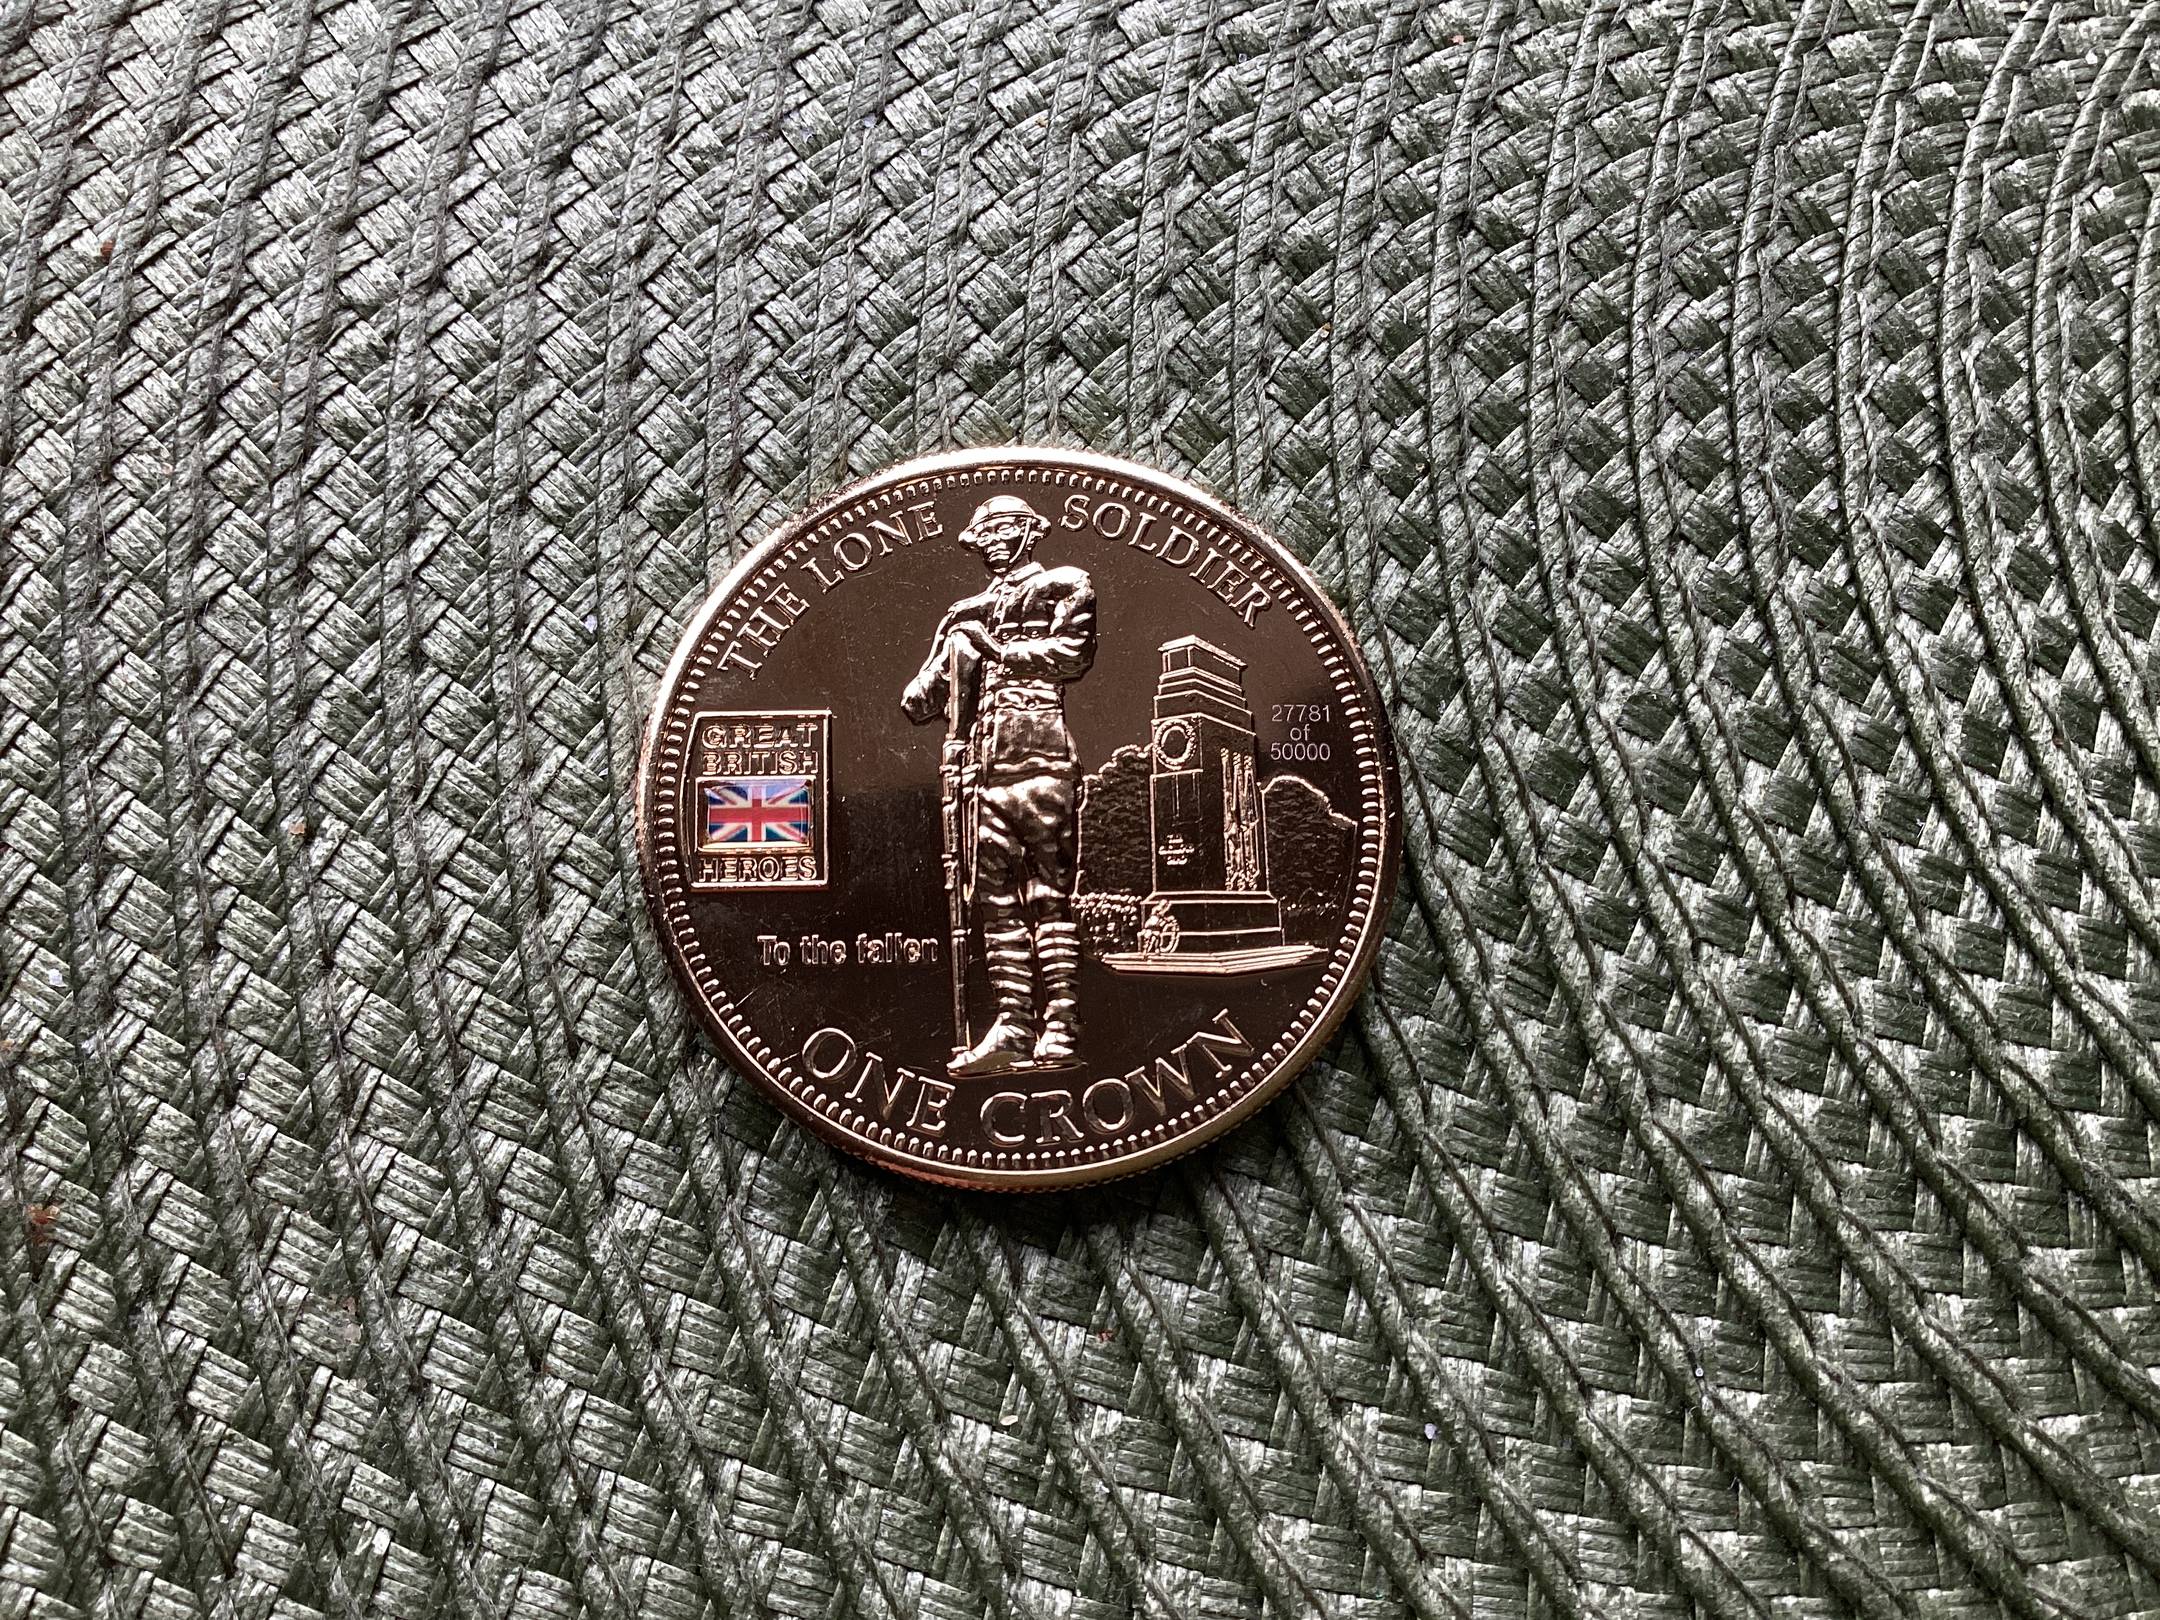 THE LONE SOLDIER
GREAT
BRITISH
HEROES
27781
of
50000
To the fallen
ONE CROWN